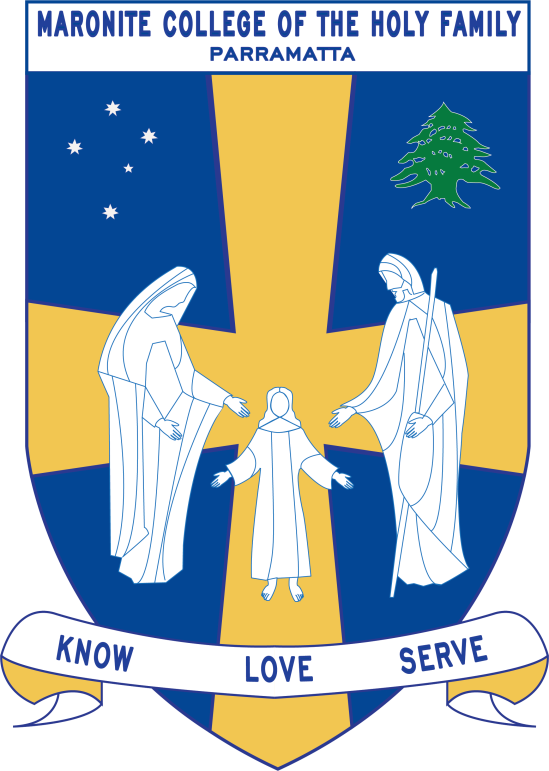 MARONITE COLLEGE OF THE HOLY FAMILY
PARRAMATTA
KNOW LOVE SERVE